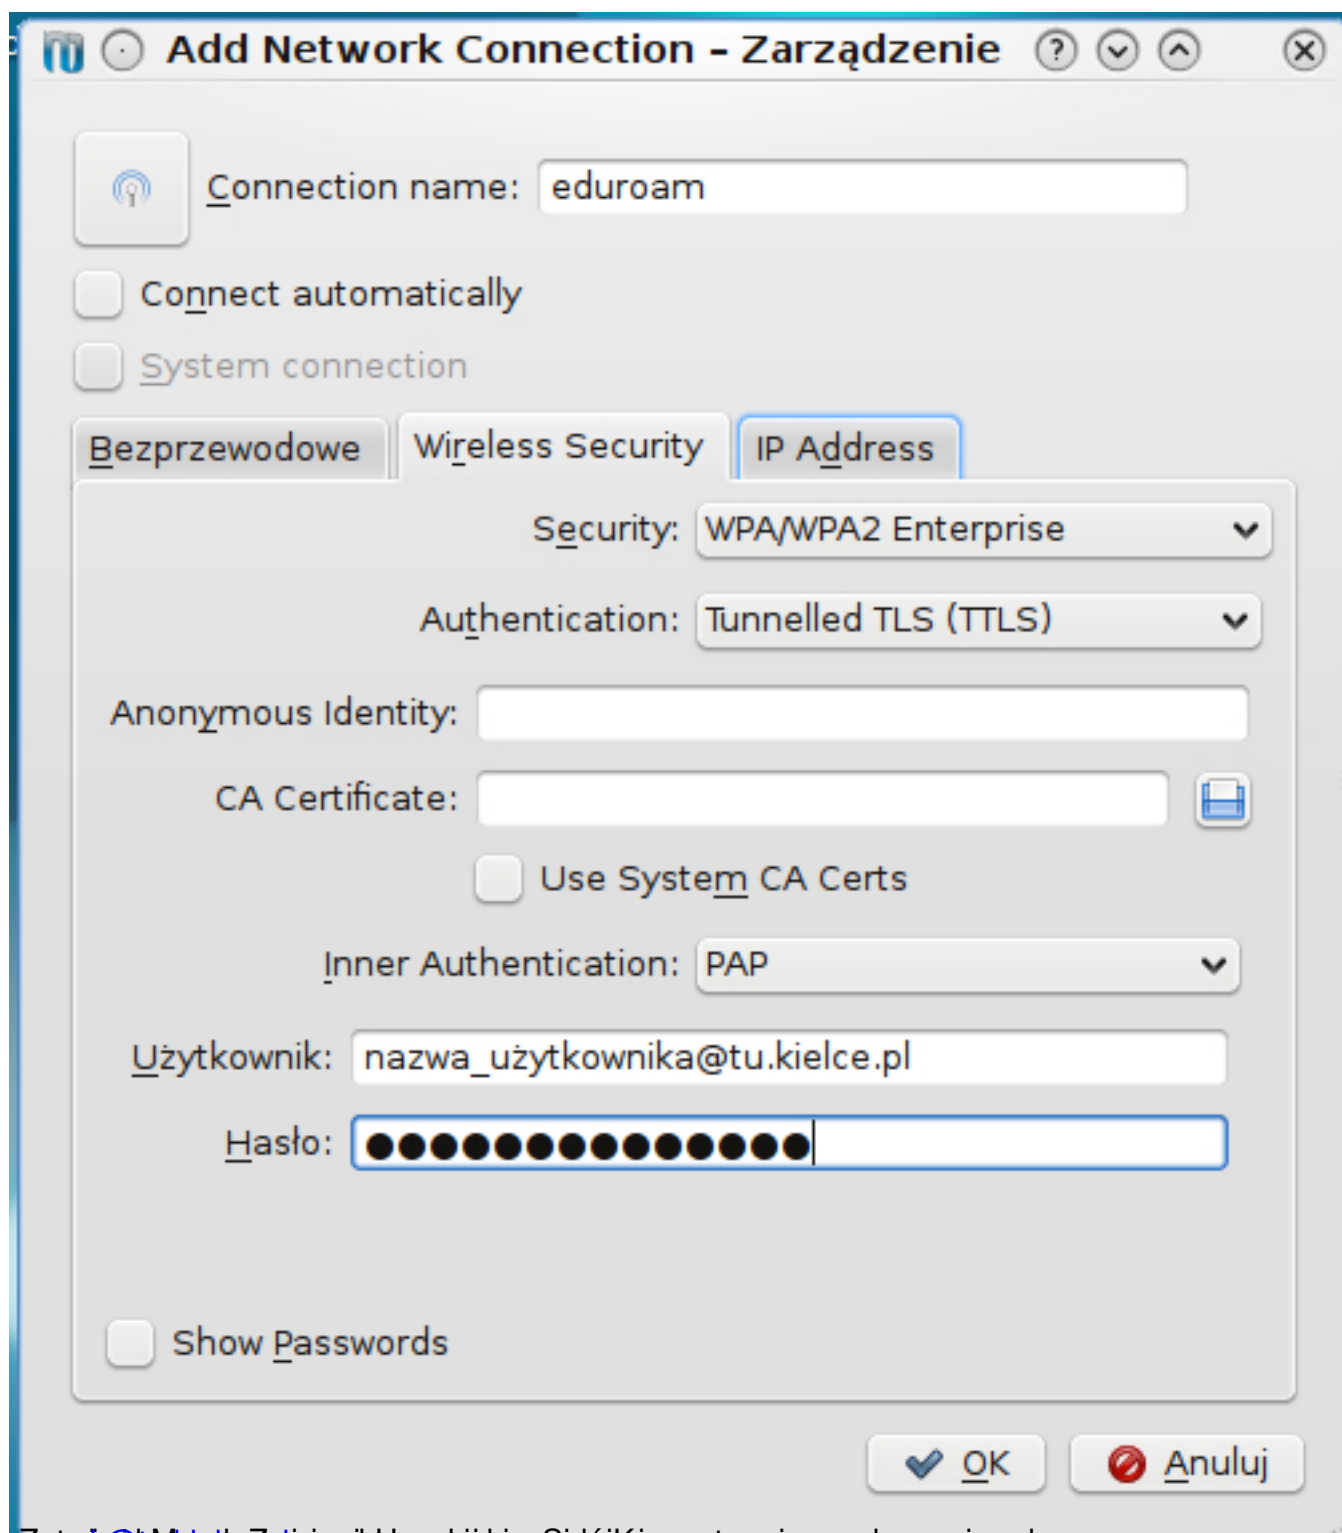 Add Network Connection – Zarządzenie
Connection name: eduroam
Connect automatically
System connection
Bezprzewodowe Wireless Security IP Address
Security: WPA/WPA2 Enterprise
Authentication: Tunnelled TLS (TTLS)
Anonymous Identity:
CA Certificate:
Use System CA Certs
Inner Authentication: PAP
Użytkownik: nazwa_użytkownika@tu.kielce.pl
Hasło: ●●●●●●●●●●●●●●
Show Passwords
OK Anuluj